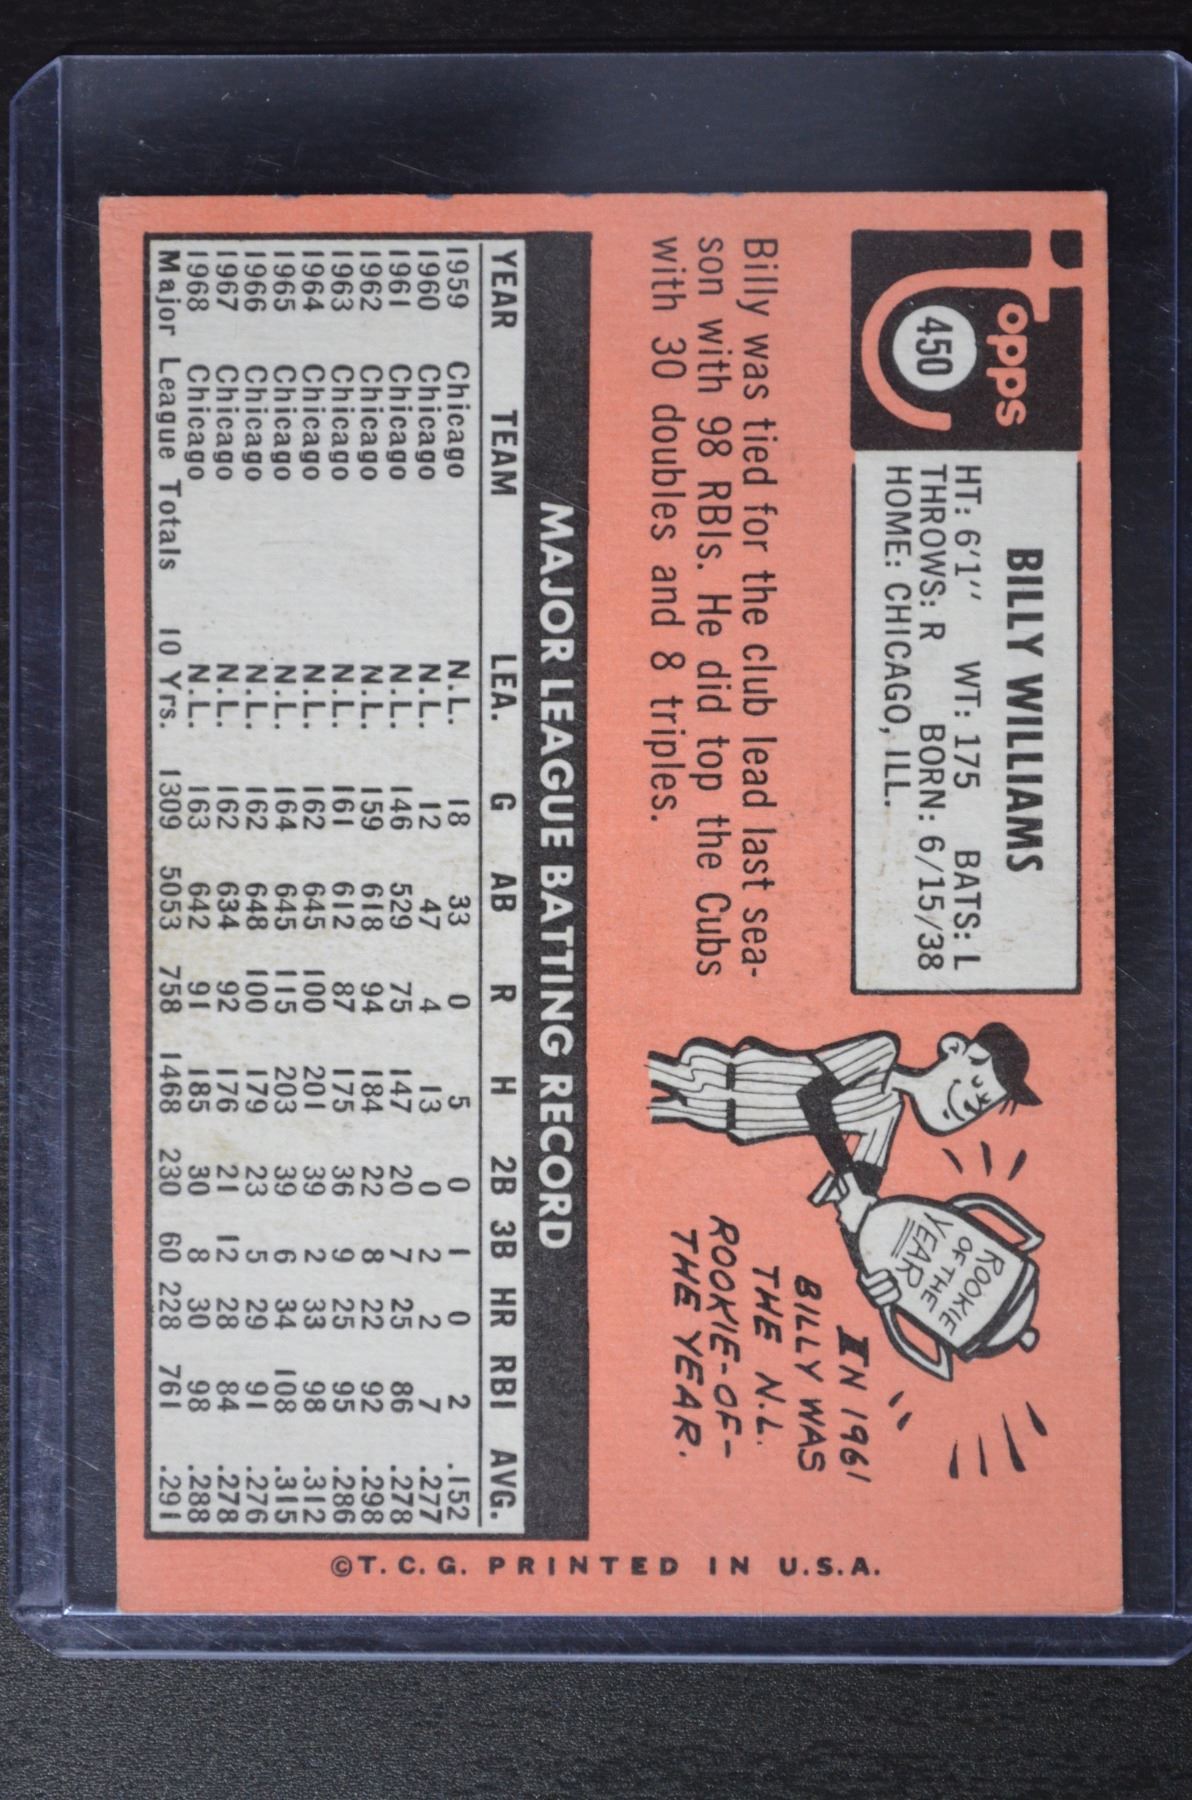 Topps
450
BILLY WILLIAMS
HT: 6'1'' WT: 175 BATS: L
THROWS: R BORN: 6/15/38
HOME: CHICAGO, ILL.
Billy was tied for the club lead last sea-
son with 98 RBIs. He did top the Cubs
with 30 doubles and 8 triples.
ROOKIE
OF THE
YEAR
IN 1961
BILLY WAS
THE N.L.
ROOKIE-OF-
THE YEAR.
MAJOR LEAGUE BATTING RECORD
YEAR TEAM LEA. G AB R H 2B 3B HR RBI AVG.
1959 Chicago N.L. 18 33 0 5 0 1 0 2 .152
1960 Chicago N.L. 12 47 4 13 0 2 2 7 .277
1961 Chicago N.L. 146 529 75 147 20 7 25 86 .278
1962 Chicago N.L. 159 618 94 184 22 8 22 92 .298
1963 Chicago N.L. 161 612 87 175 36 9 25 95 .286
1964 Chicago N.L. 162 645 100 201 39 2 33 98 .312
1965 Chicago N.L. 164 645 115 203 39 6 34 108 .315
1966 Chicago N.L. 162 648 100 179 23 5 29 91 .276
1967 Chicago N.L. 162 634 92 176 21 12 28 84 .278
1968 Chicago N.L. 163 642 91 185 30 8 30 98 .288
Major League Totals 10 Yrs. 1309 5053 758 1468 230 60 228 761 .291
©T.C.G. PRINTED IN U.S.A.